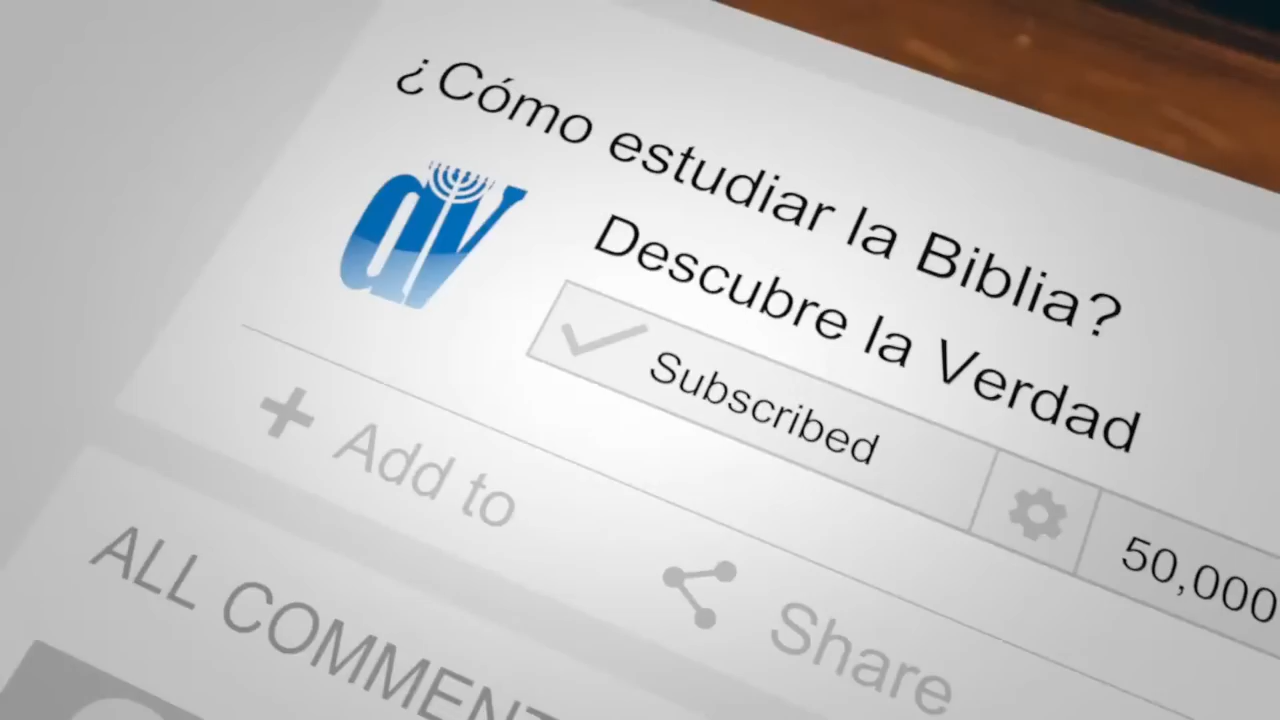 ¿Cómo estudiar la Biblia?
Descubre la Verdad
Subscribed
50,000
Add to
Share
ALL COMMENT